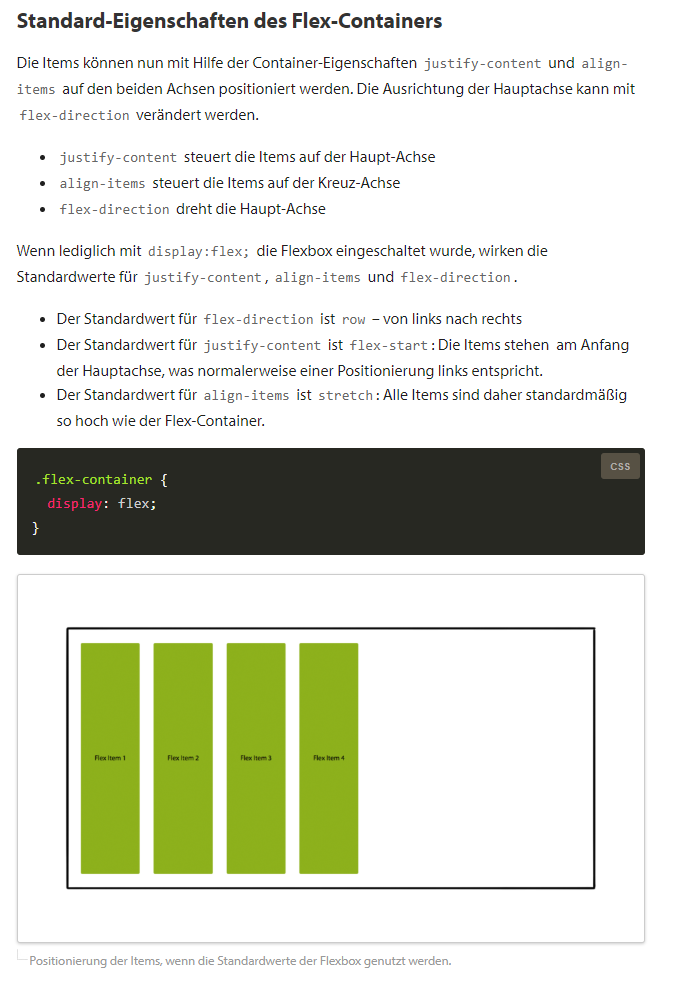 Standard-Eigenschaften des Flex-Containers
Die Items können nun mit Hilfe der Container-Eigenschaften justify-content und align-
items auf den beiden Achsen positioniert werden. Die Ausrichtung der Hauptachse kann mit
flex-direction verändert werden.
• justify-content steuert die Items auf der Haupt-Achse
• align-items steuert die Items auf der Kreuz-Achse
• flex-direction dreht die Haupt-Achse
Wenn lediglich mit display:flex; die Flexbox eingeschaltet wurde, wirken die
Standardwerte für justify-content, align-items und flex-direction.
• Der Standardwert für flex-direction ist row – von links nach rechts
• Der Standardwert für justify-content ist flex-start: Die Items stehen am Anfang
der Hauptachse, was normalerweise einer Positionierung links entspricht.
• Der Standardwert für align-items ist stretch: Alle Items sind daher standardmäßig
so hoch wie der Flex-Container.
CSS
.flex-container {
display: flex;
}
Flex Item 1
Flex Item 2
Flex Item 3
Flex Item 4
Positionierung der Items, wenn die Standardwerte der Flexbox genutzt werden.